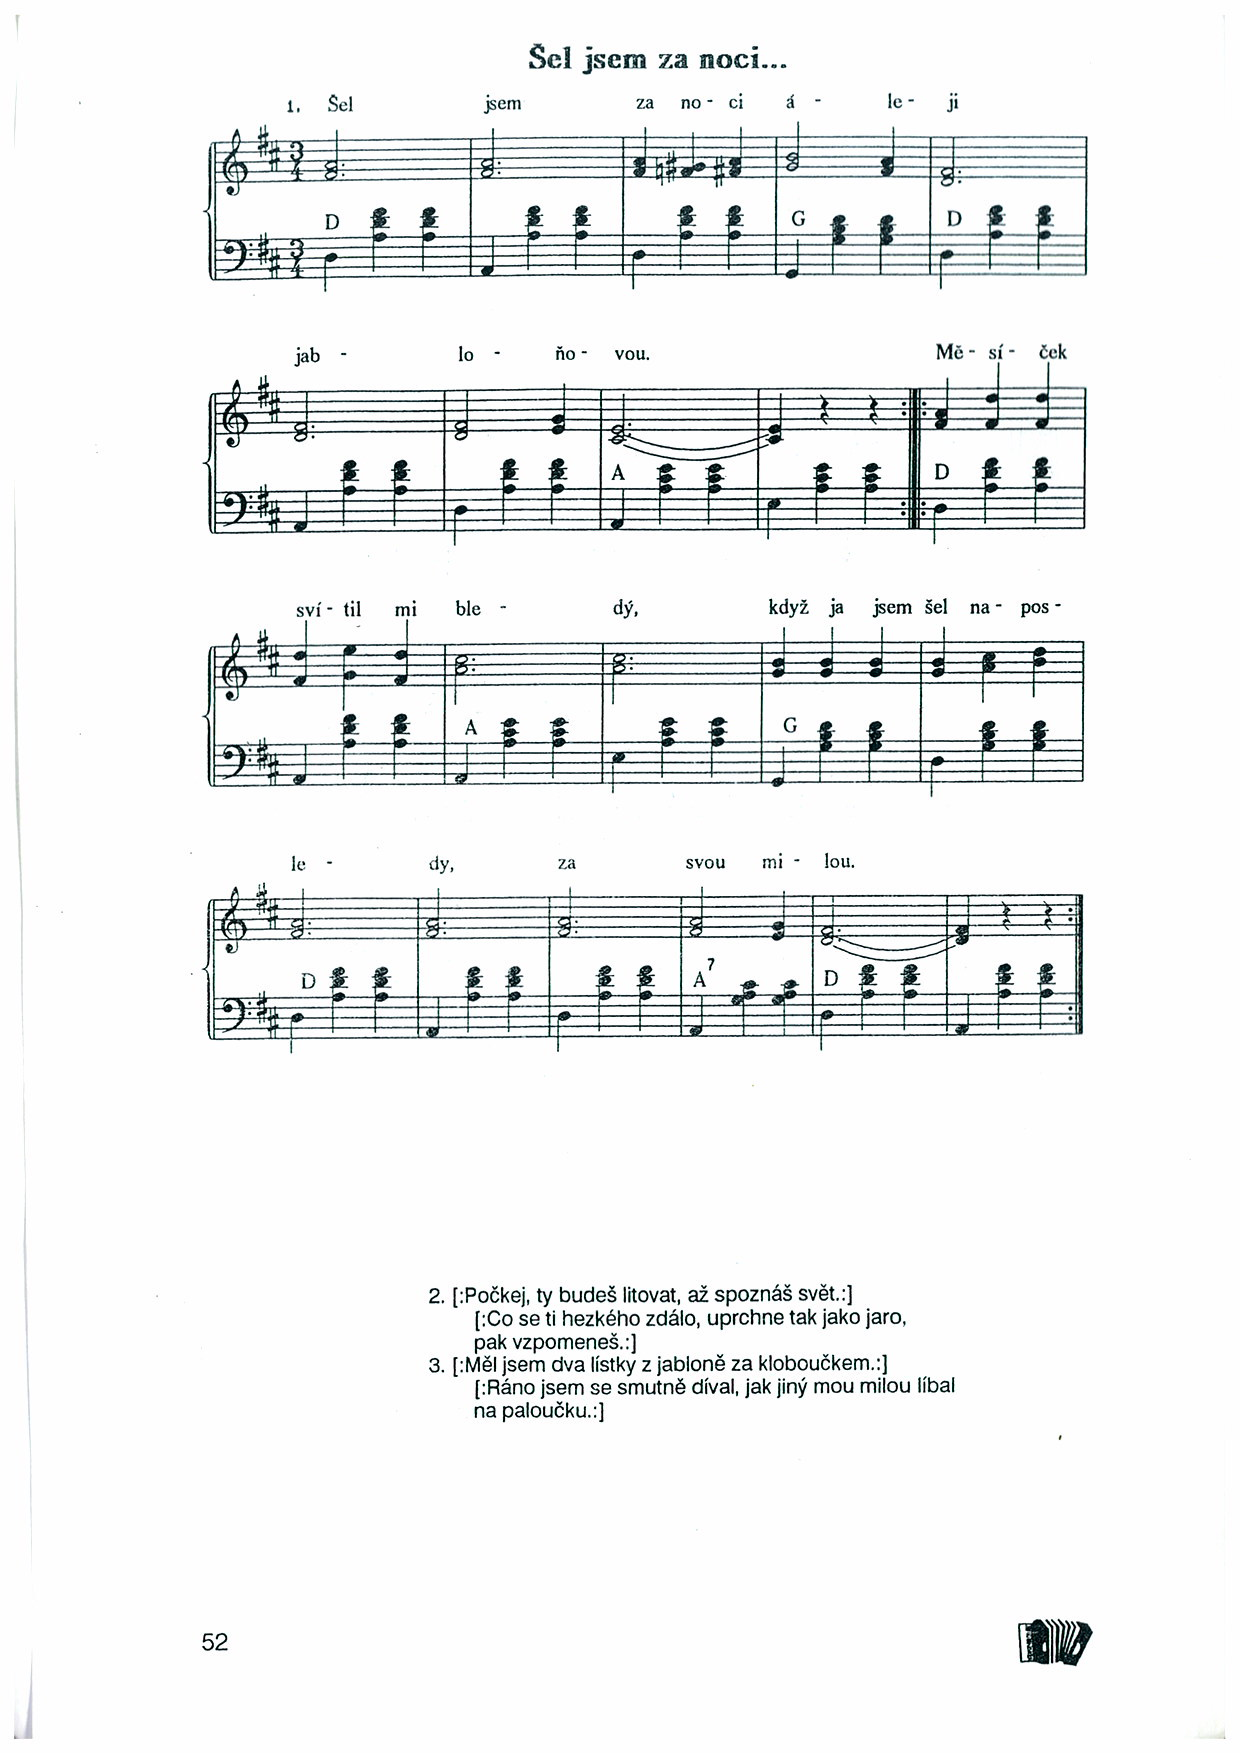 Šel jsem za noci...
1. Šel jsem za no - ci á - le - ji
D G D
jab - lo - ňo - vou. Mě - sí - ček
A D
sví - til mi ble - dý, když ja jsem šel na - pos -
A G
le - dy, za svou mi - lou.
D A7 D
2. [:Počkej, ty budeš litovat, až spoznáš svět.:]
[:Co se ti hezkého zdálo, uprchne tak jako jaro,
pak vzpomeneš.:]
3. [:Měl jsem dva lístky z jabloně za kloboučkem.:]
[:Ráno jsem se smutně díval, jak jiný mou milou líbal
na paloučku.:]
52